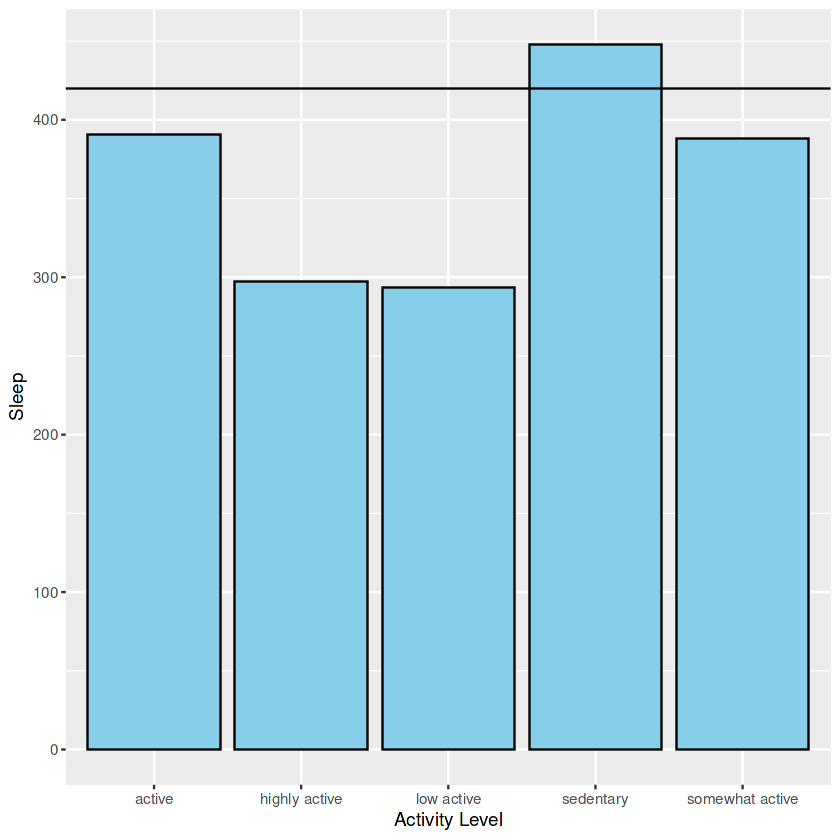 Sleep
400
300
200
100
0
active
highly active
low active
sedentary
somewhat active
Activity Level